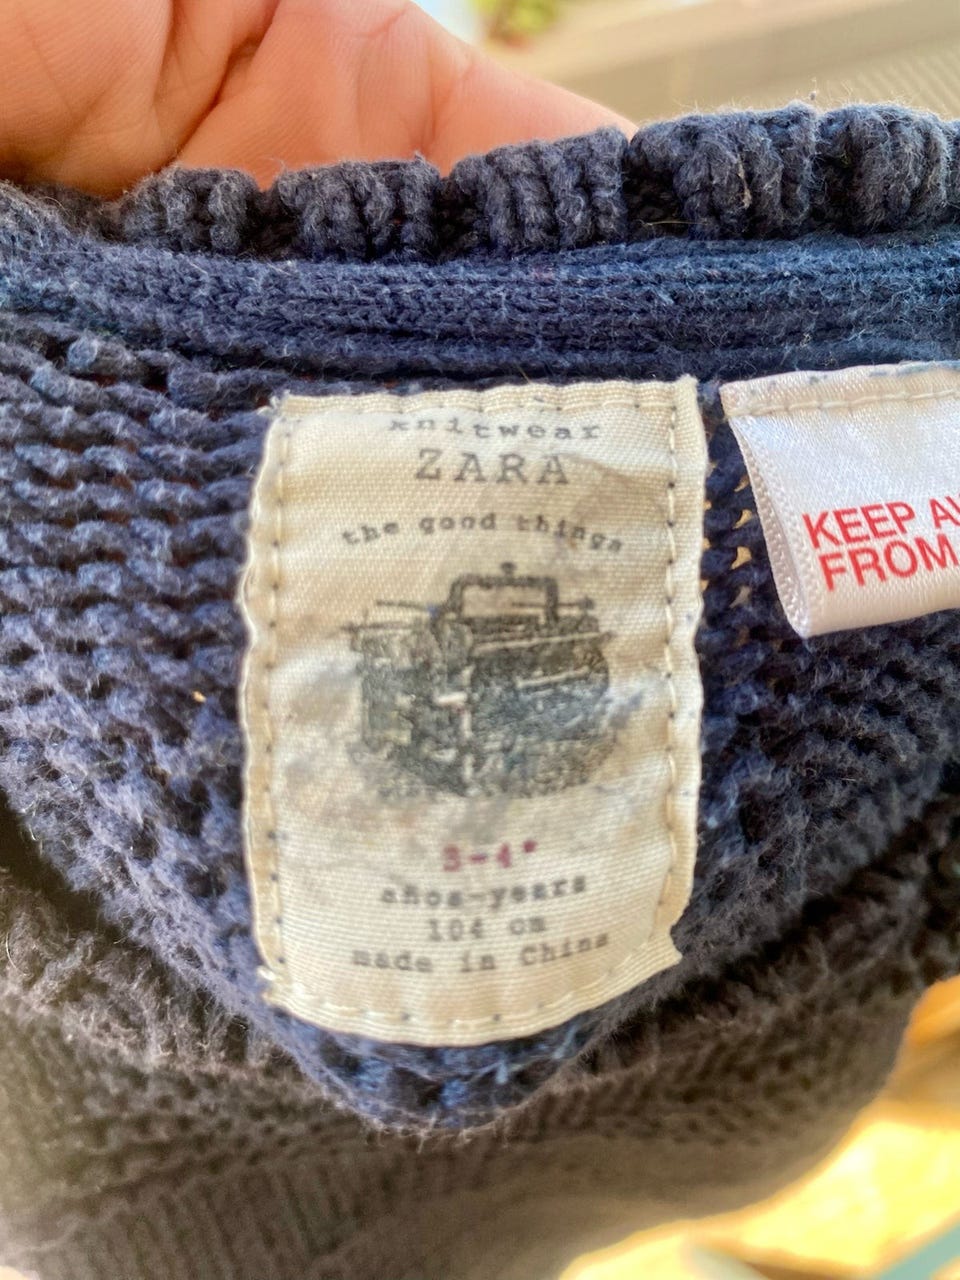 knitwear
ZARA
the good things
3-4*
años-years
104 cm
made in China
KEEP
FROM